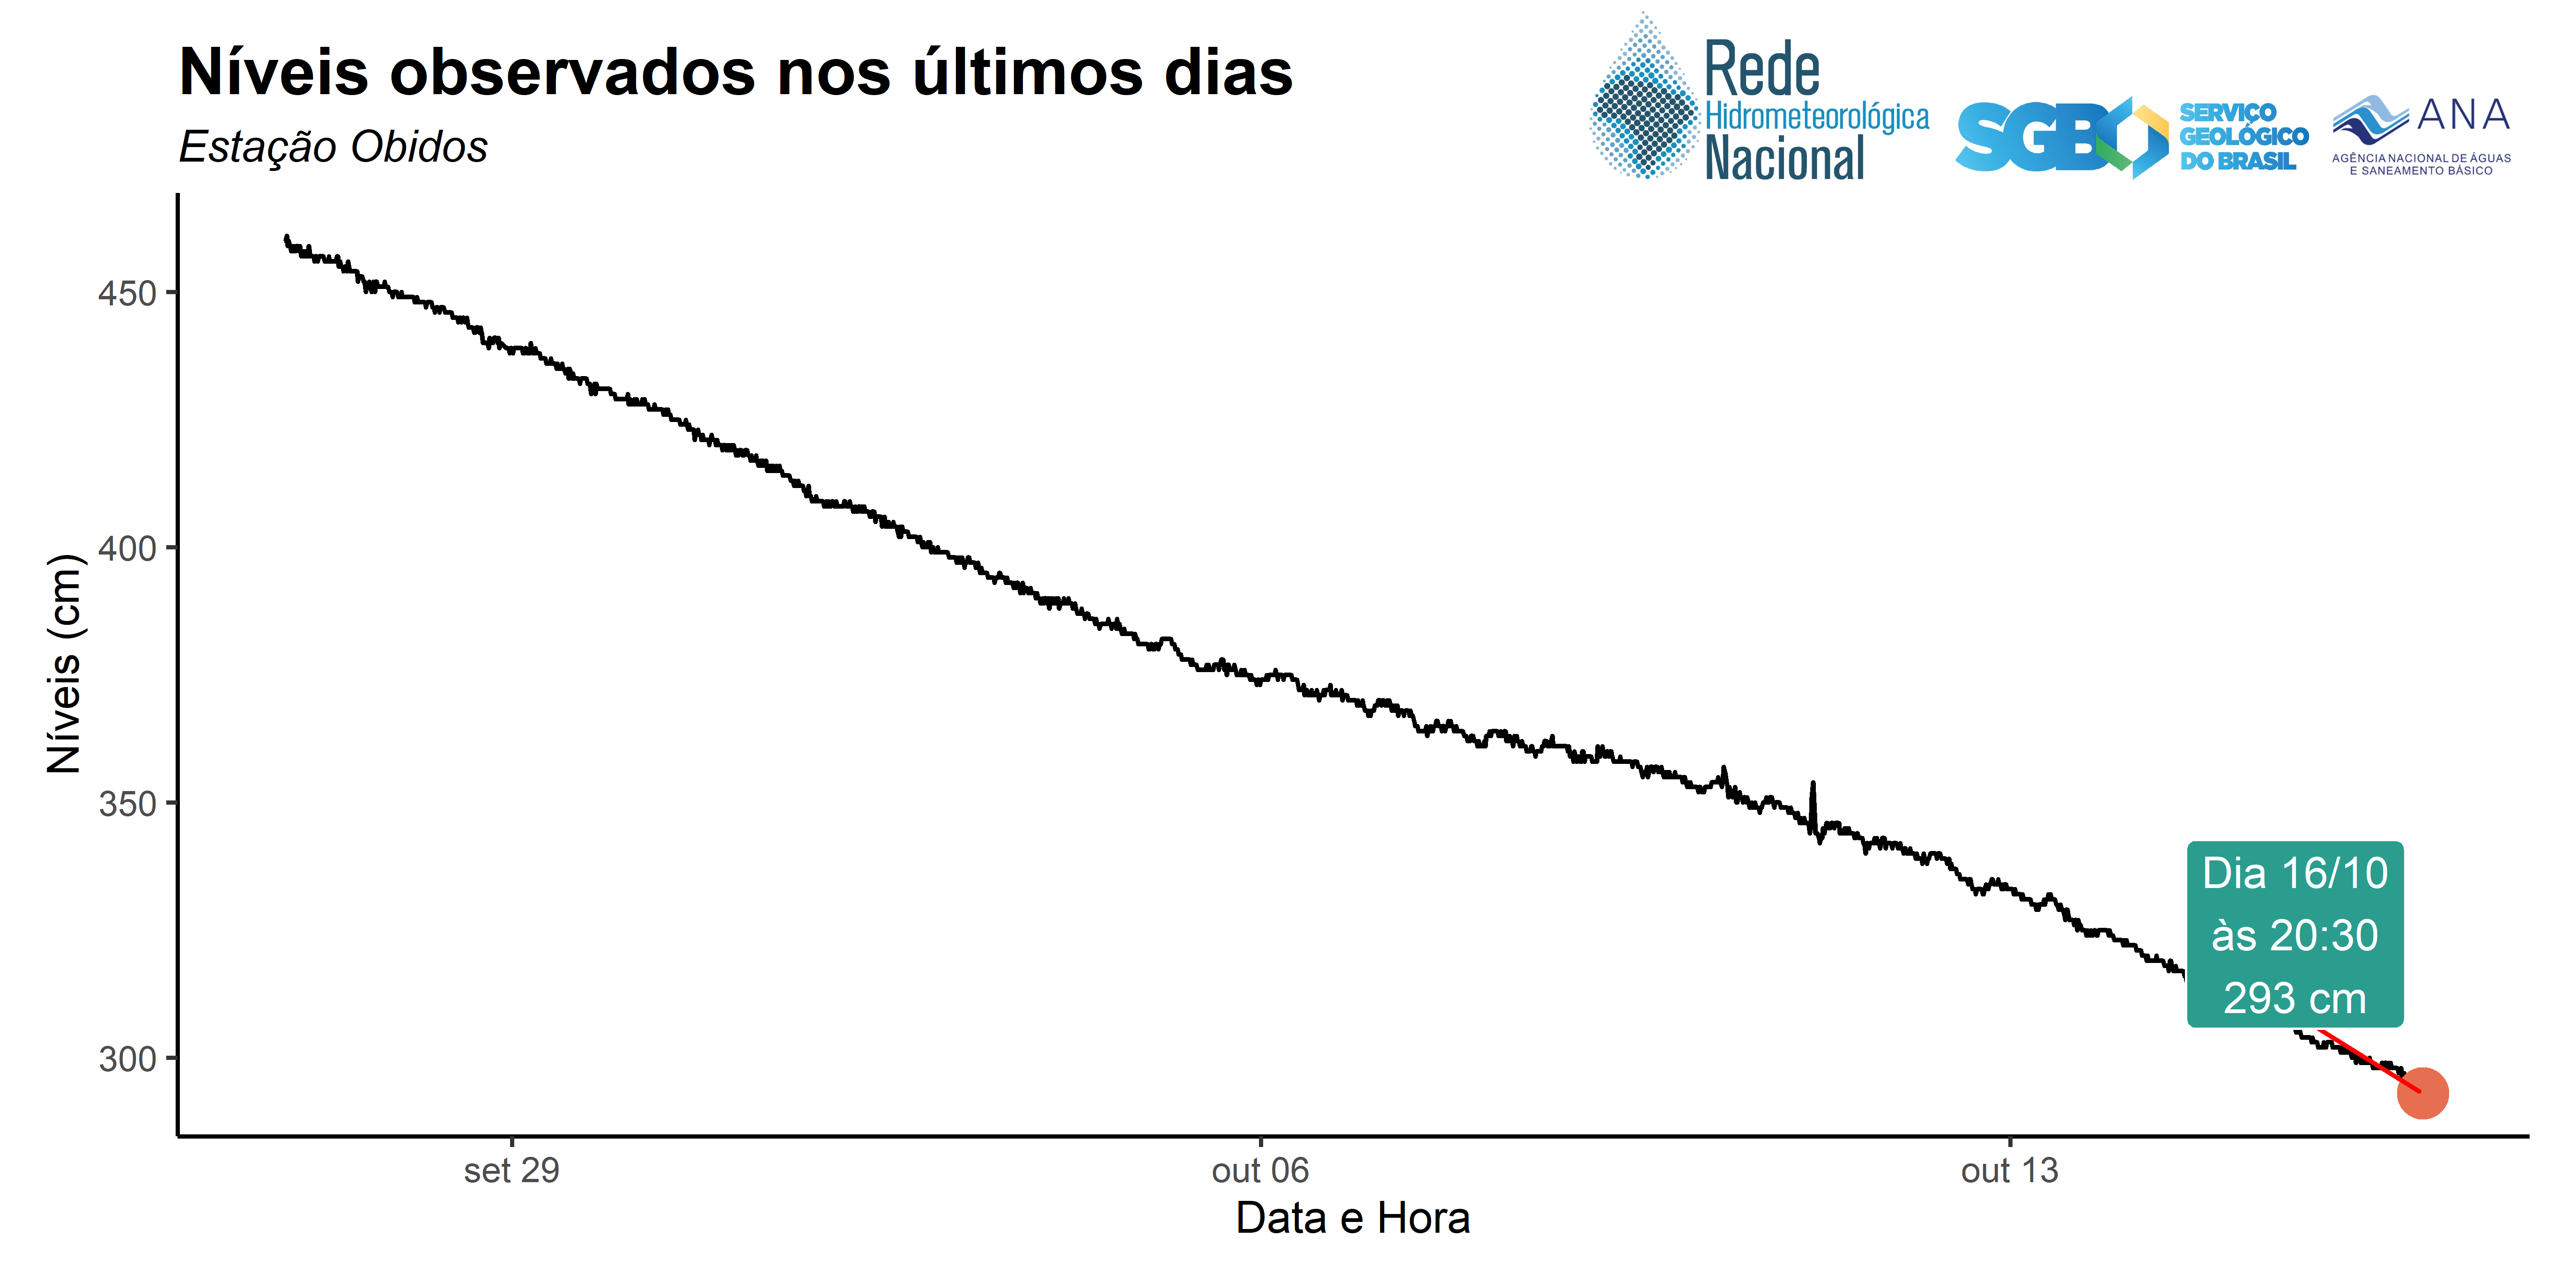 Níveis observados nos últimos dias
Estação Obidos
Rede
Hidrometeorológica
Nacional
SGB
SERVIÇO
GEOLÓGICO
DO BRASIL
ANA
AGÊNCIA NACIONAL DE ÁGUAS
E SANEAMENTO BÁSICO
Níveis (cm)
450
400
350
300
Dia 16/10
às 20:30
293 cm
set 29
out 06
out 13
Data e Hora